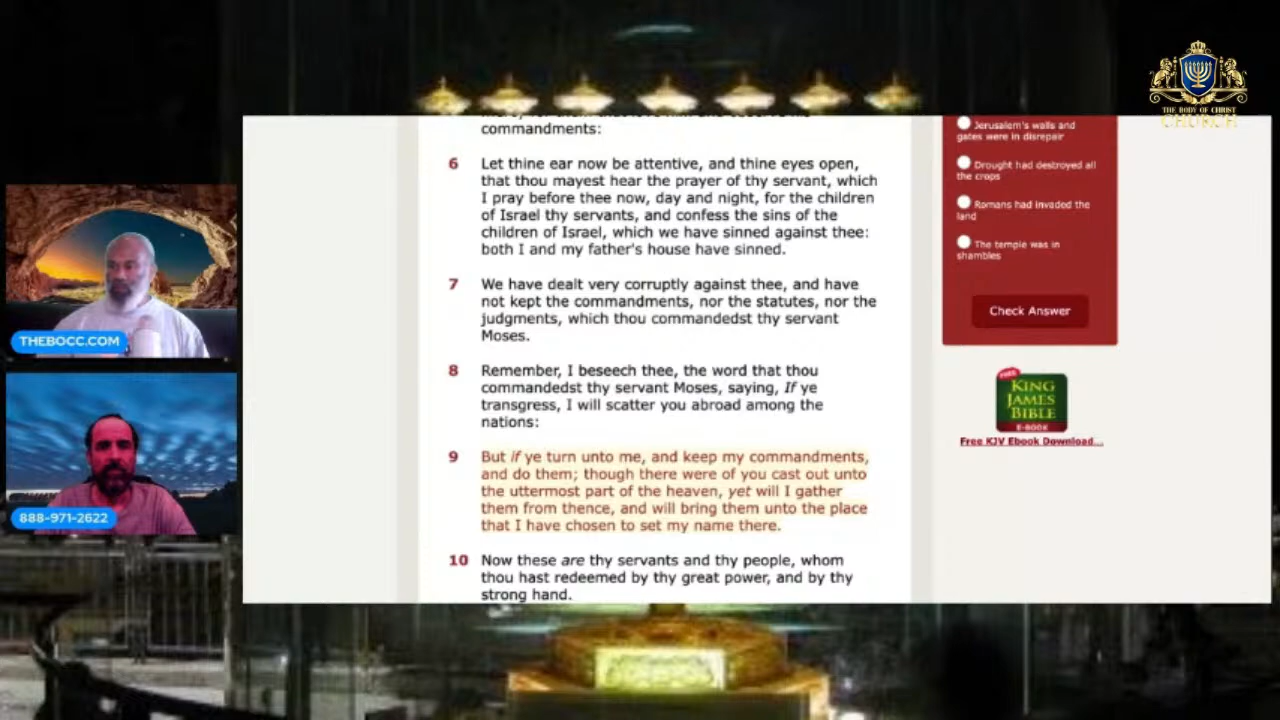 THE BODY OF CHRIST
CHURCH
commandments:
6 Let thine ear now be attentive, and thine eyes open,
that thou mayest hear the prayer of thy servant, which
I pray before thee now, day and night, for the children
of Israel thy servants, and confess the sins of the
children of Israel, which we have sinned against thee:
both I and my father's house have sinned.
7 We have dealt very corruptly against thee, and have
not kept the commandments, nor the statutes, nor the
judgments, which thou commandedst thy servant
Moses.
8 Remember, I beseech thee, the word that thou
commandedst thy servant Moses, saying, If ye
transgress, I will scatter you abroad among the
nations:
9 But if ye turn unto me, and keep my commandments,
and do them; though there were of you cast out unto
the uttermost part of the heaven, yet will I gather
them from thence, and will bring them unto the place
that I have chosen to set my name there.
10 Now these are thy servants and thy people, whom
thou hast redeemed by thy great power, and by thy
strong hand.
Jerusalem's walls and
gates were in disrepair
Drought had destroyed all
the crops
Romans had invaded the
land
The temple was in
shambles
Check Answer
FREE
KING
JAMES
BIBLE
E-BOOK
Free KJV Ebook Download...
THEBOCC.COM
888-971-2622